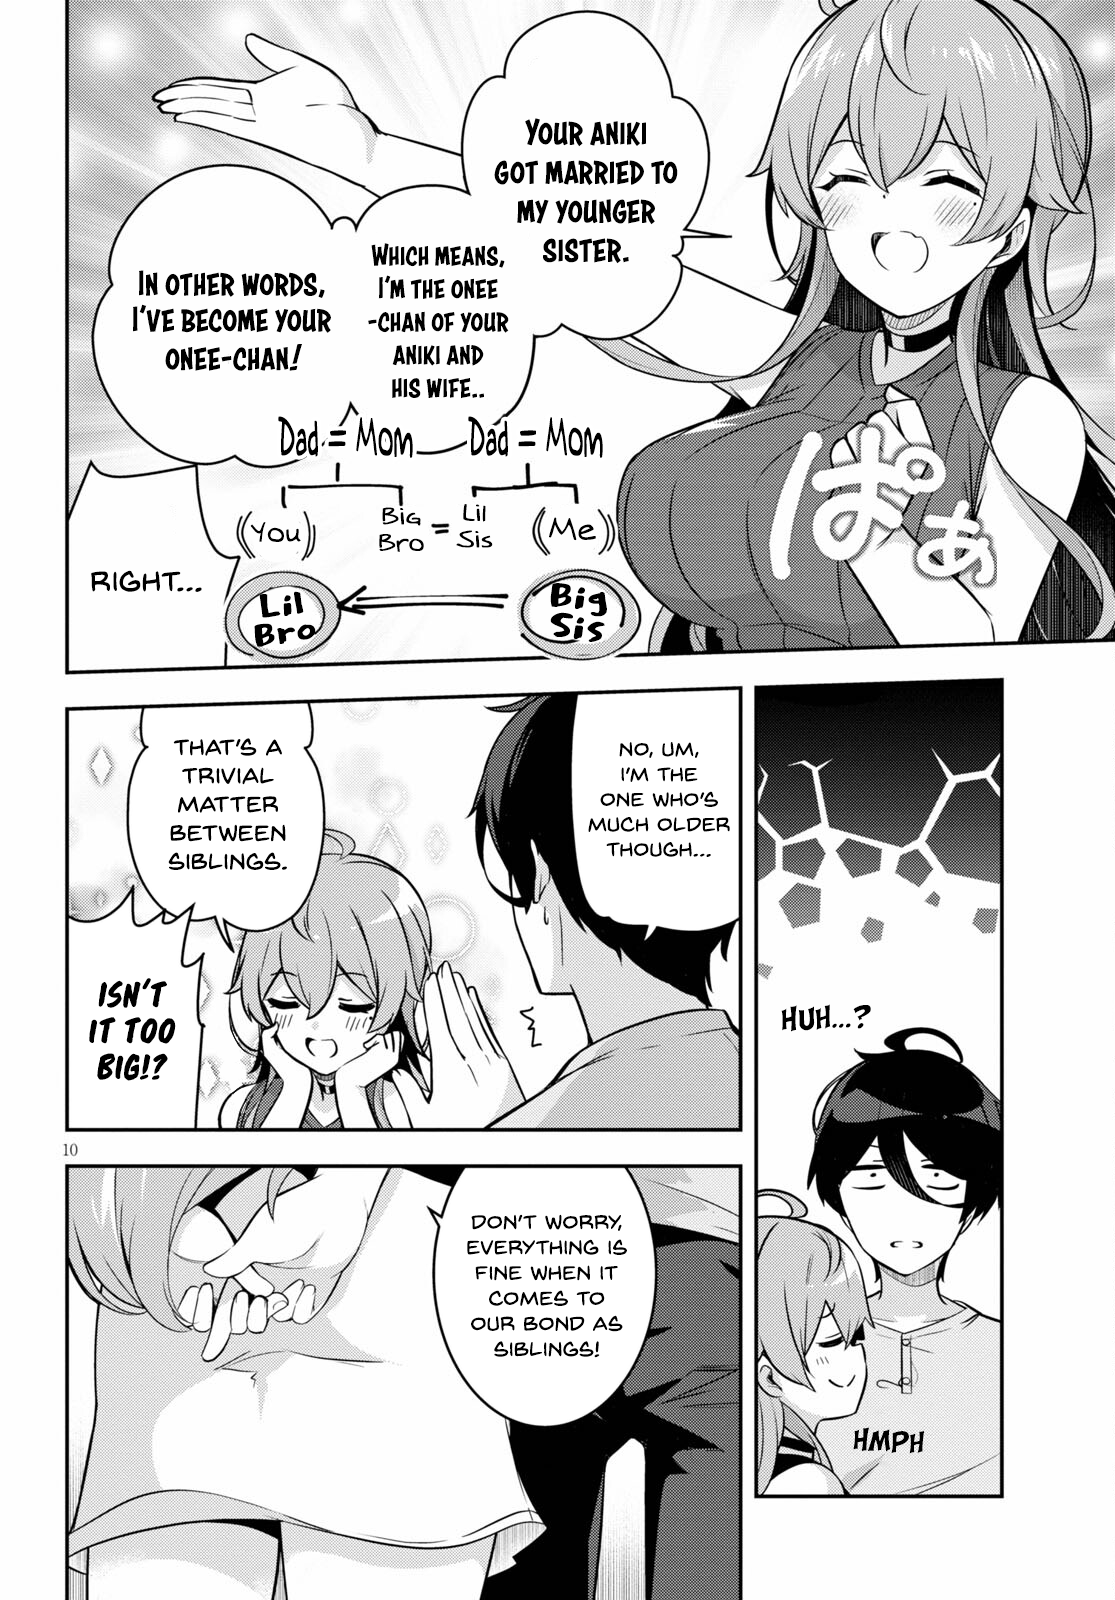 YOUR ANIKI
GOT MARRIED TO
MY YOUNGER
SISTER.
WHICH MEANS,
I'M THE ONEE
-CHAN OF YOUR
ANIKI AND
HIS WIFE..
IN OTHER WORDS,
I'VE BECOME YOUR
ONEE-CHAN!
Dad = Mom Dad = Mom
(You) Big Bro = Lil Sis (Me)
Lil Bro Big Sis
ぱぁ
RIGHT...
HUH...?
HMPH
NO, UM,
I'M THE
ONE WHO'S
MUCH OLDER
THOUGH...
THAT'S A
TRIVIAL
MATTER
BETWEEN
SIBLINGS.
ISN'T
IT TOO
BIG!?
10
DON'T WORRY,
EVERYTHING IS
FINE WHEN IT
COMES TO
OUR BOND AS
SIBLINGS!